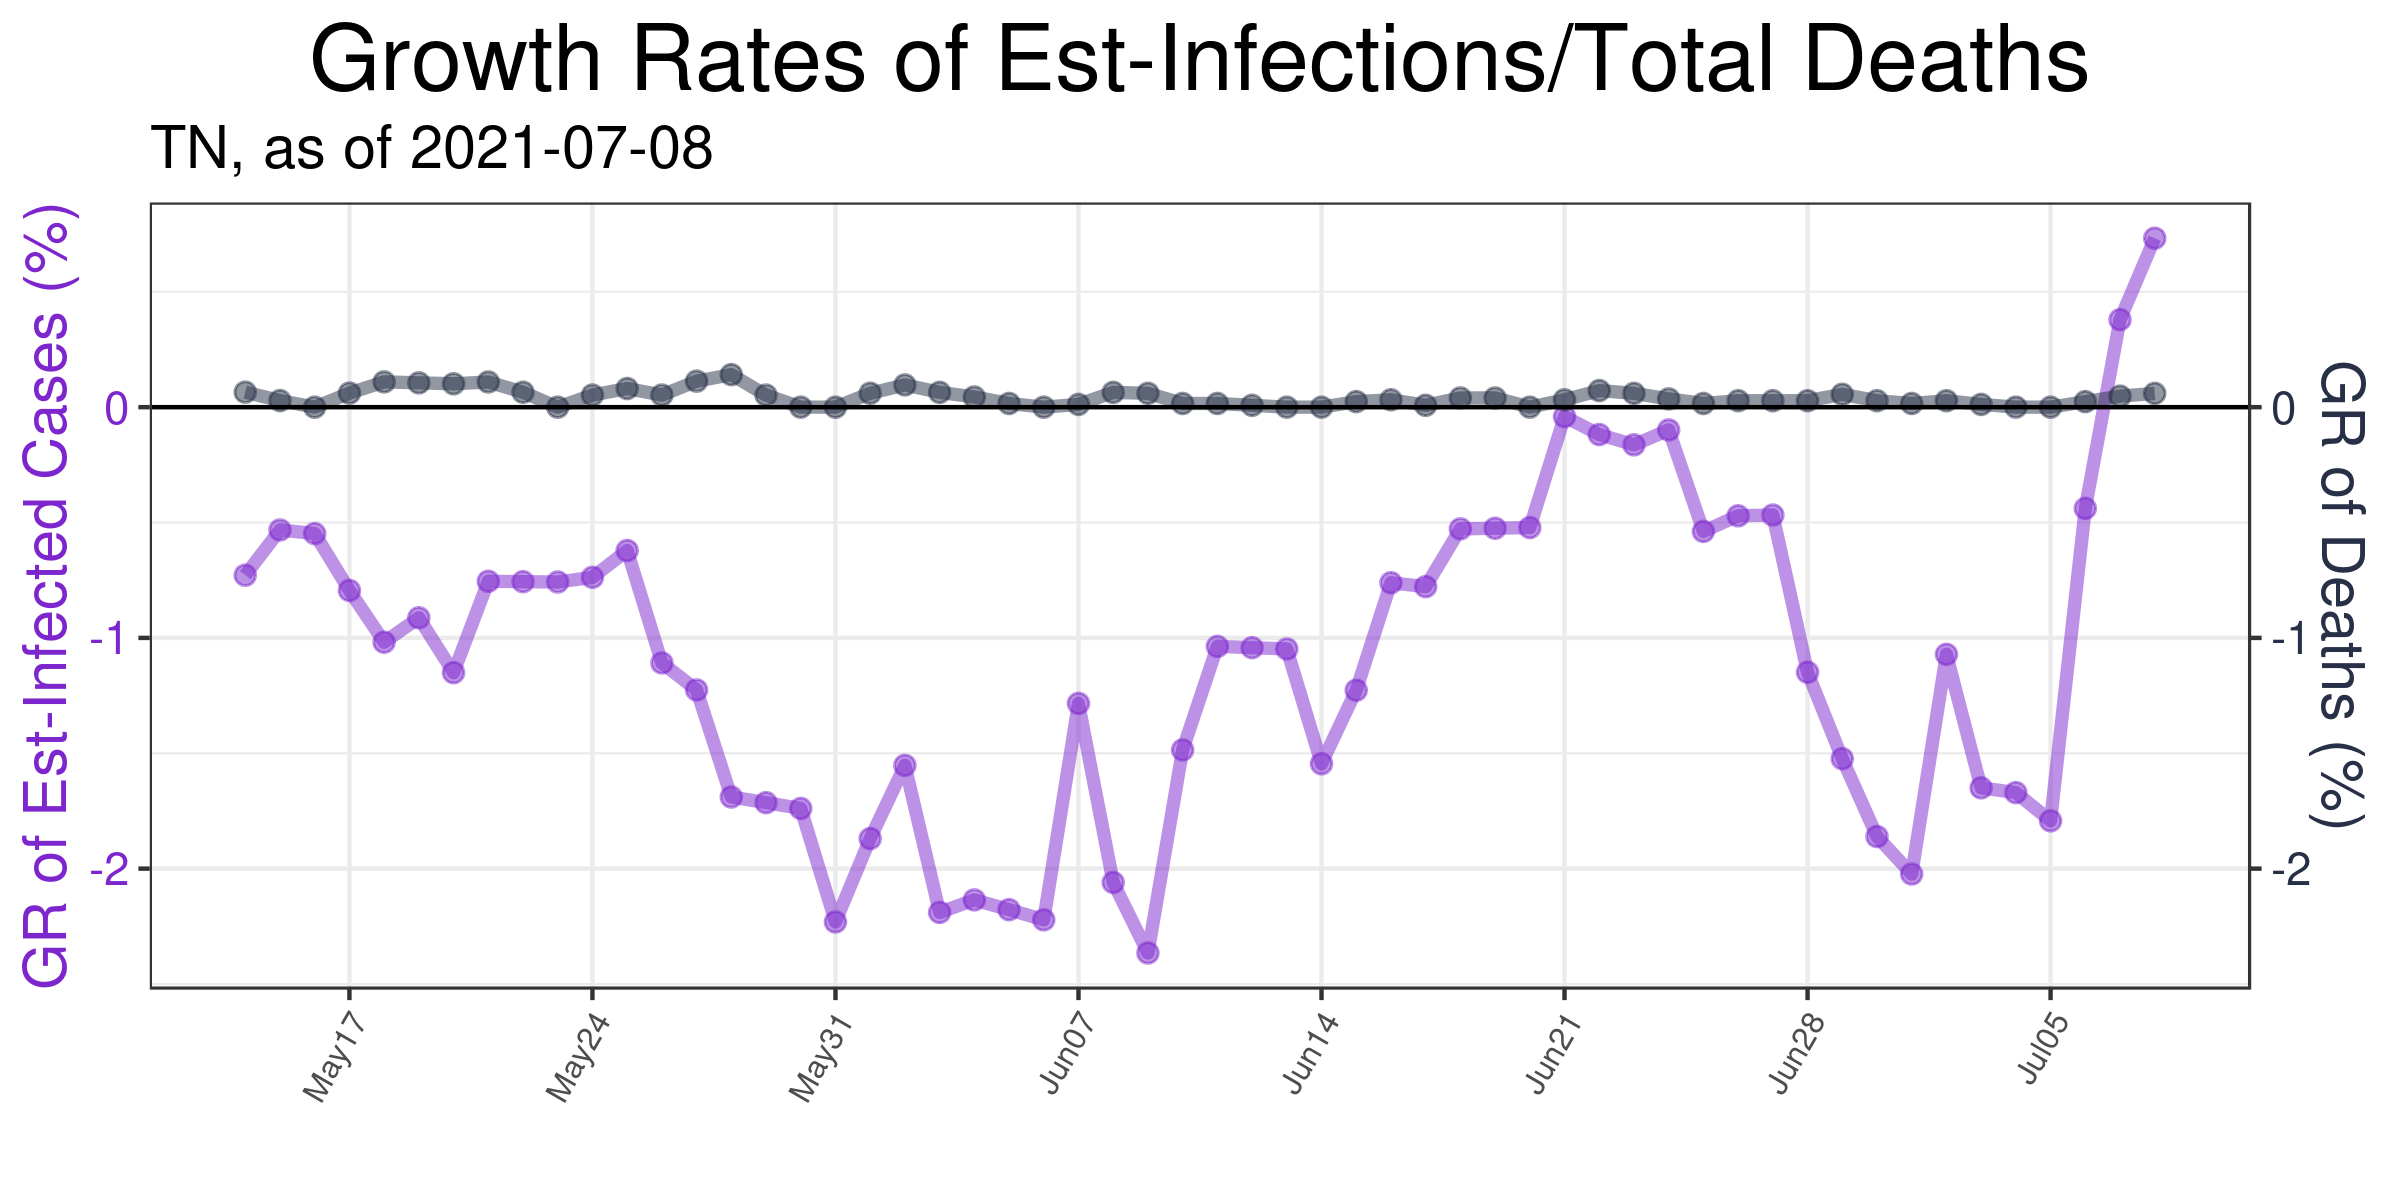 Growth Rates of Est-Infections/Total Deaths
TN, as of 2021-07-08
GR of Est-Infected Cases (%)
0
-1
-2
0
-1
-2
GR of Deaths (%)
May17
May24
May31
Jun07
Jun14
Jun21
Jun28
Jul05